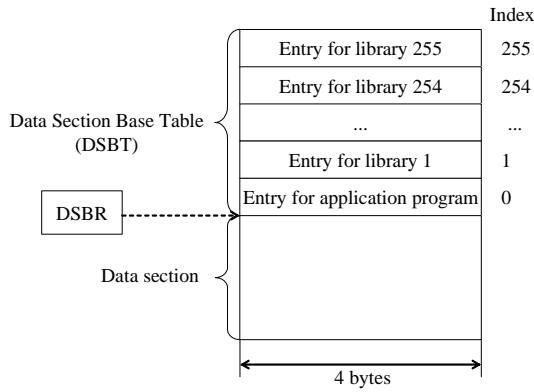 Index
Entry for library 255 255
Entry for library 254 254
... ...
Data Section Base Table
(DSBT)
Entry for library 1 1
Entry for application program 0
DSBR
Data section
4 bytes